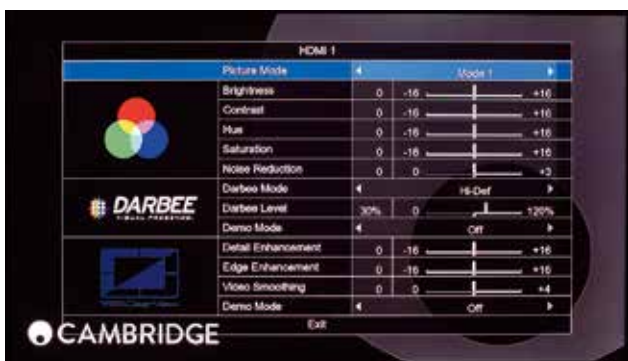 HDMI 1
Picture Mode Mode 1
Brightness 0 -16 +16
Contrast 0 -16 +16
Hue 0 -16 +16
Saturation 0 -16 +16
Noise Reduction 0 0 +3
Darbee Mode Hi-Def
DARBEE
Darbee Level 30% 0 120%
Demo Mode Off
Detail Enhancement 0 -16 +16
Edge Enhancement 0 -16 +16
Video Smoothing 0 0 +4
Demo Mode Off
Exit
CAMBRIDGE